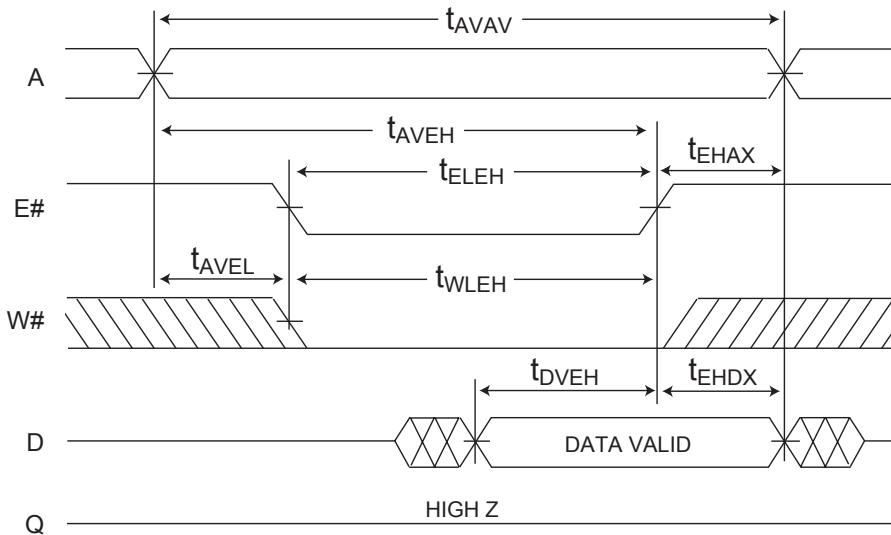 tAVAV
A
tAVEH
tELEH
tEHAX
E#
tAVEL
tWLEH
W#
tDVEH
tEHDX
D
DATA VALID
HIGH Z
Q